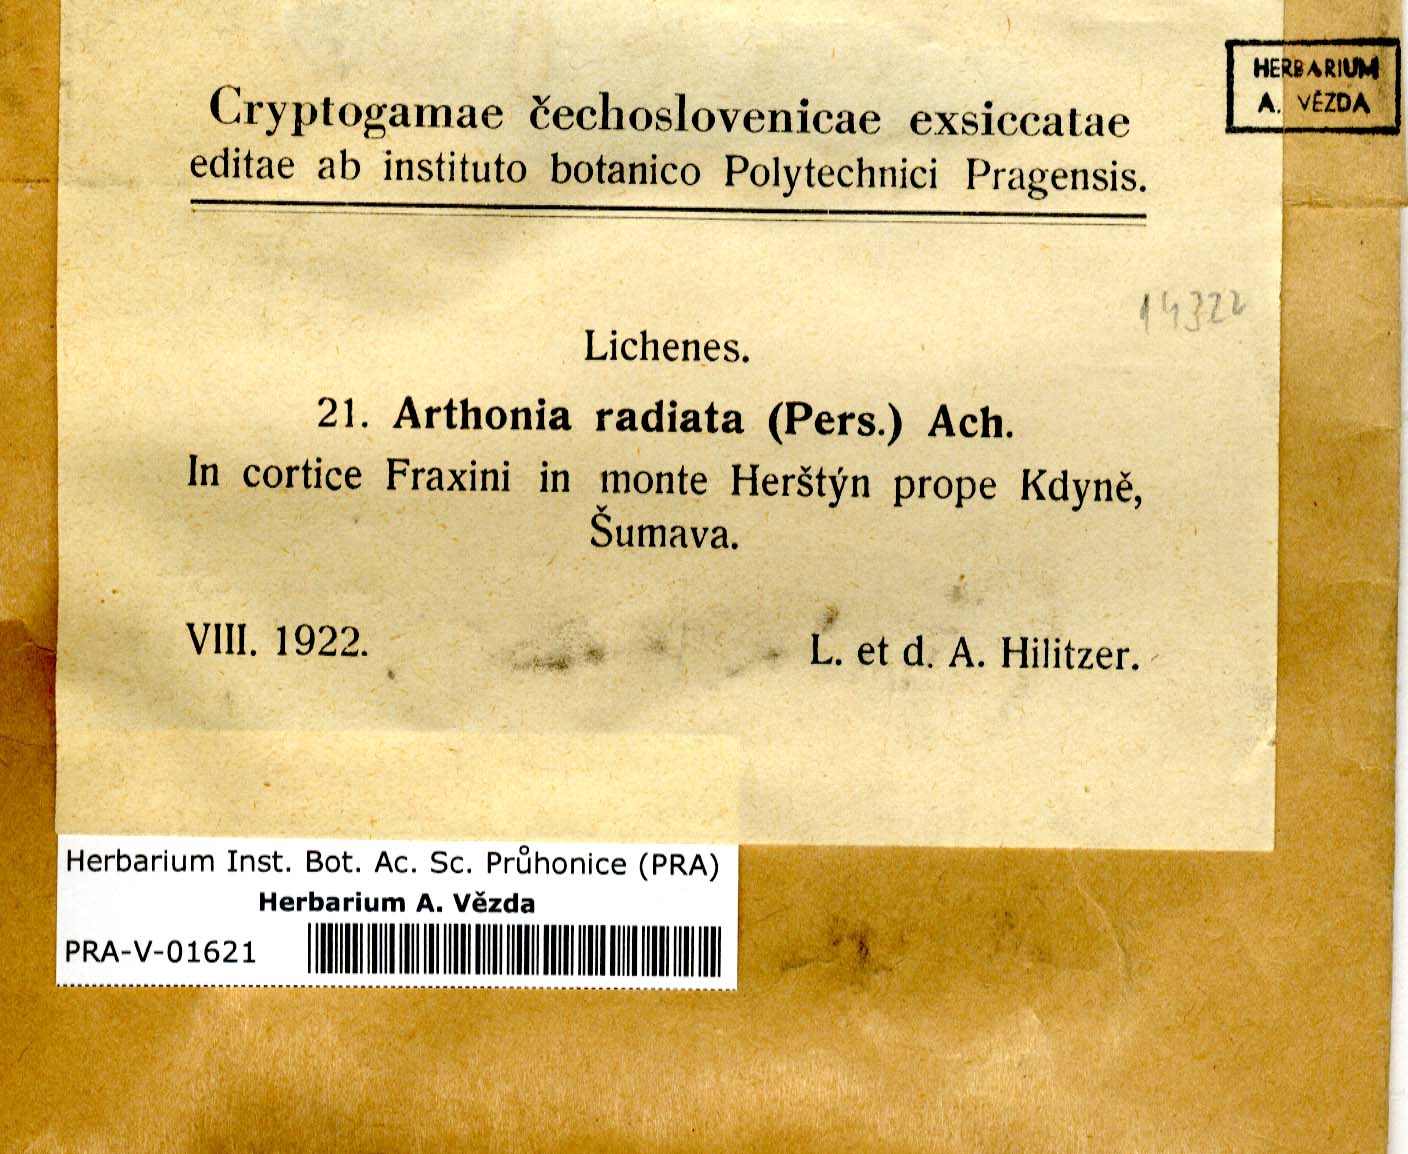 HERBARIUM
A. VĚZDA
Cryptogamae čechoslovenicae exsiccatae
editae ab instituto botanico Polytechnici Pragensis.
14322
Lichenes.
21. Arthonia radiata (Pers.) Ach.
In cortice Fraxini in monte Herštýn prope Kdyně,
Šumava.
VIII. 1922.
L. et d. A. Hilitzer.
Herbarium Inst. Bot. Ac. Sc. Průhonice (PRA)
Herbarium A. Vězda
PRA-V-01621